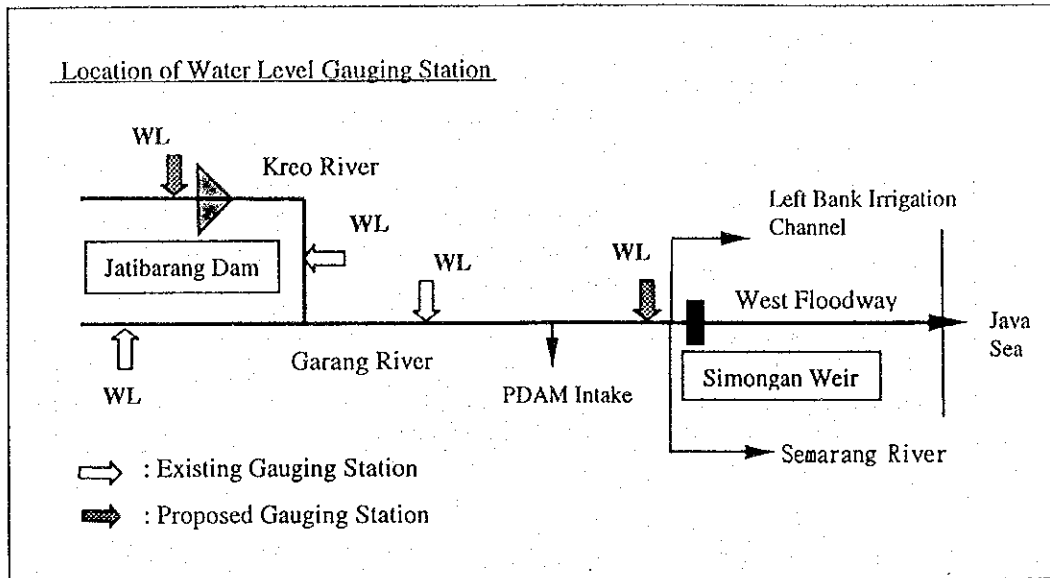 Location of Water Level Gauging Station
WL
Kreo River
WL
Jatibarang Dam
WL
WL
Left Bank Irrigation
Channel
West Floodway
Java
Sea
WL
Garang River
PDAM Intake
Simongan Weir
Semarang River
: Existing Gauging Station
: Proposed Gauging Station